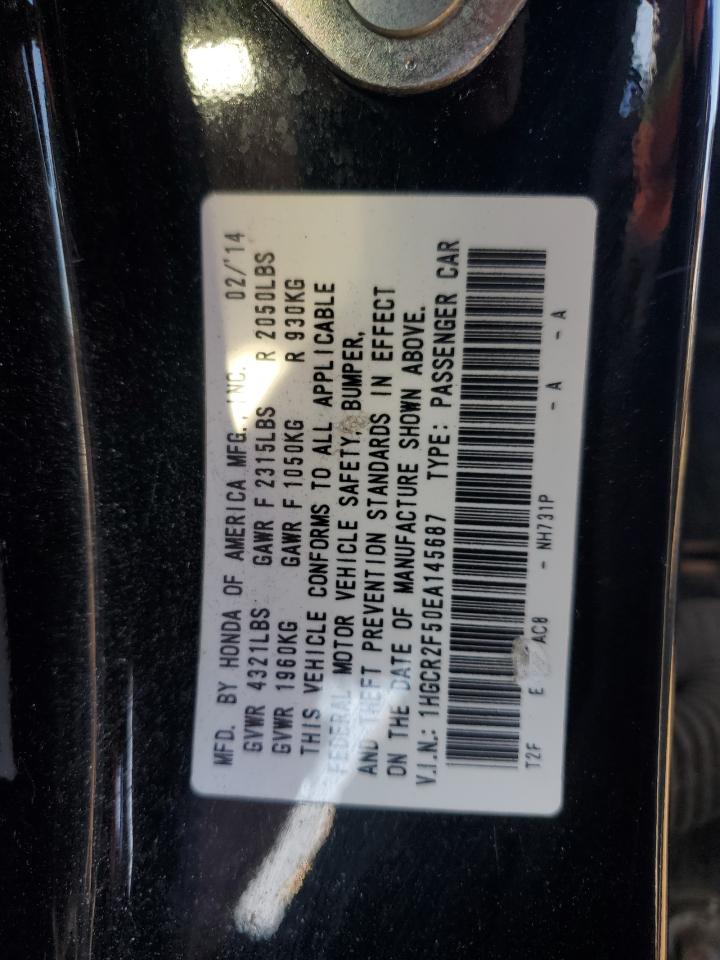 MFD. BY HONDA OF AMERICA MFG., INC. 02/'14
GVWR 4321LBS GAWR F 2315LBS R 2050LBS
GVWR 1960KG GAWR F 1050KG R 930KG
THIS VEHICLE CONFORMS TO ALL APPLICABLE
FEDERAL MOTOR VEHICLE SAFETY, BUMPER,
AND THEFT PREVENTION STANDARDS IN EFFECT
ON THE DATE OF MANUFACTURE SHOWN ABOVE.
V.I.N.: 1HGCR2F50EA145687 TYPE: PASSENGER CAR
T2F E AC8 - NH731P - A - A